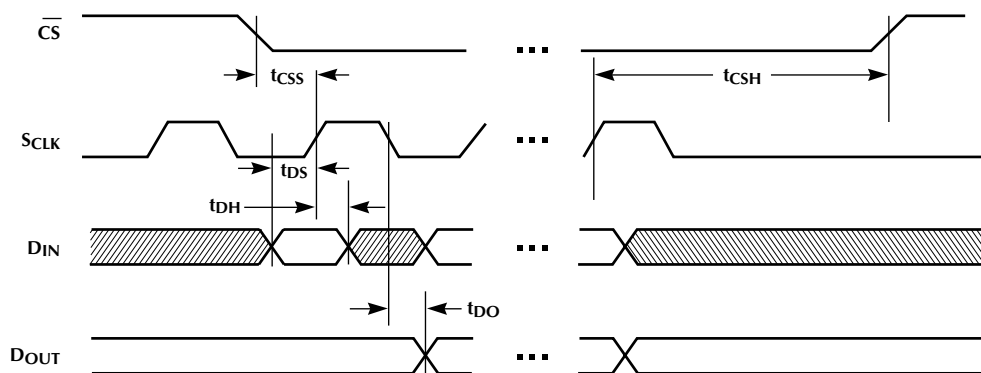 CS
tCSS
tCSH
SCLK
tDS
tDH
DIN
tDO
DOUT